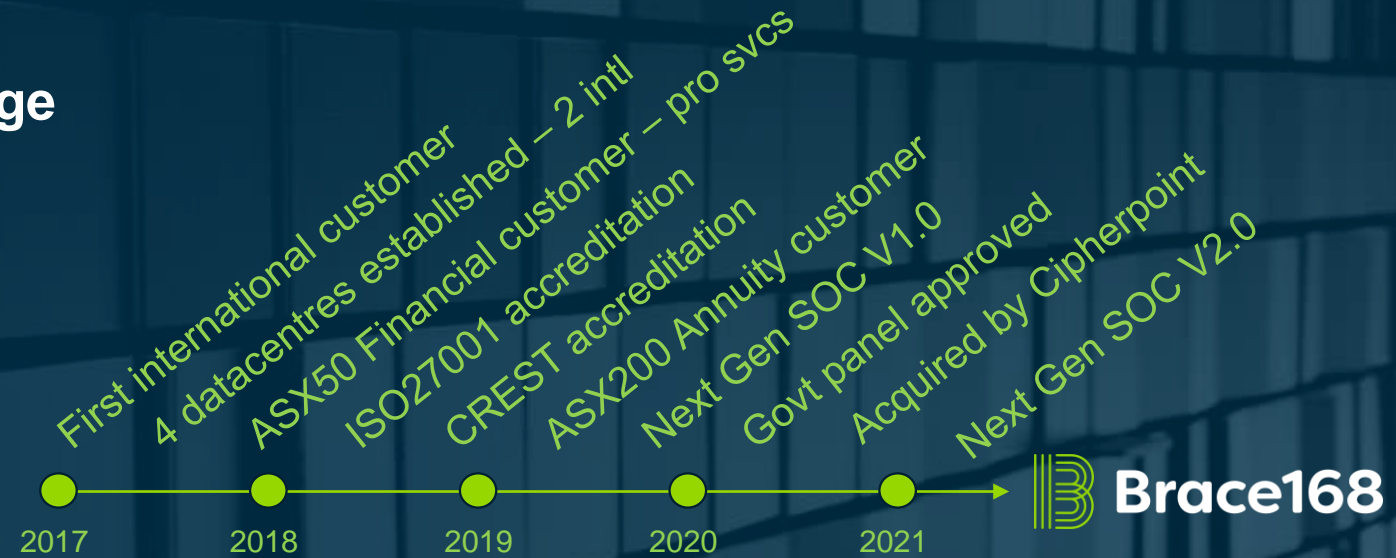 ge
First international customer
4 datacentres established – 2 intl
ASX50 Financial customer – pro svcs
ISO27001 accreditation
CREST accreditation
ASX200 Annuity customer
Next Gen SOC V1.0
Govt panel approved
Acquired by Cipherpoint
Next Gen SOC V2.0
2017
2018
2019
2020
2021
Brace168